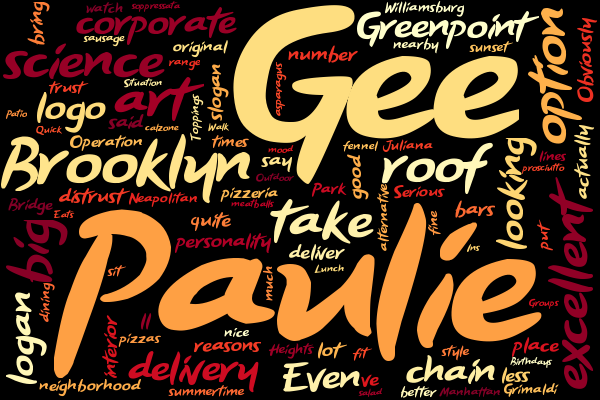 bring
watch
soppressata
corporate
sausage
original
science
range
Situation
trust
art
logo
said
slogan
Patio
Quick
calzone
Toppings
Walk
Operation
times
Brooklyn
mood
say
Outdoor
distrust
Neapolitan
pizzeria
meatballs
Bridge
Eats
Gee
Williamsburg
Greenpoint
nearby
sunset
number
asparagus
option
Obviously
fennel
Juliana
good
roof
Park
Serious
looking
lines
prosciutto
actually
big
quite
personality
take
deliver
Lunch
alternative
fine
bars
Ins
put
excellent
Paulie
sit
much
Groups
logan
dining
interior
ll
pizzas
nice
reasons
delivery
neighborhood
summertime
Heights
lot
fit
Even
ve
salad
style
chain
better
Manhattan
less
place
Birthdays
Grimaldi